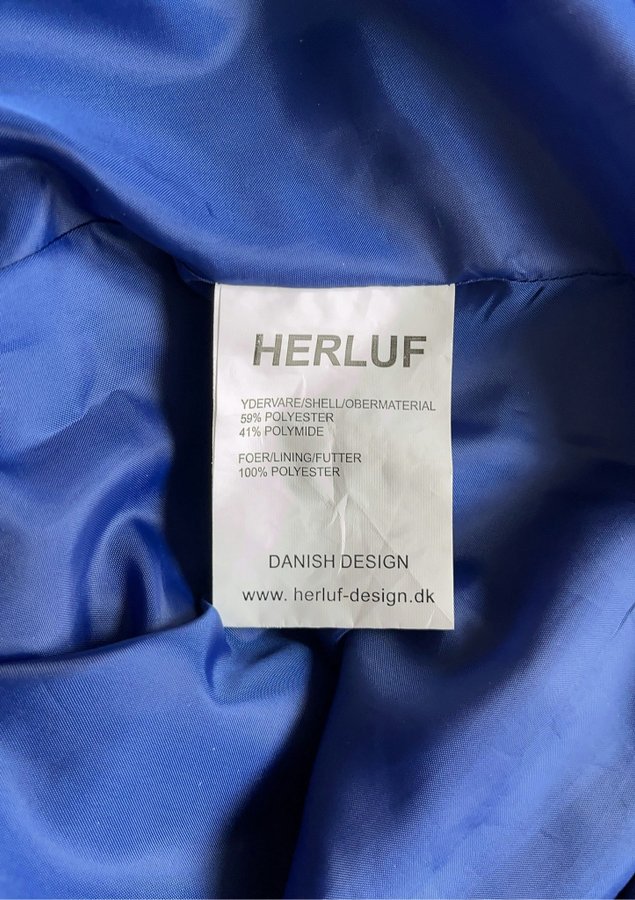 HERLUF
YDERVARE/SHELL/OBERMATERIAL
59% POLYESTER
41% POLYMIDE
FOER/LINING/FUTTER
100% POLYESTER
DANISH DESIGN
www. herluf-design.dk